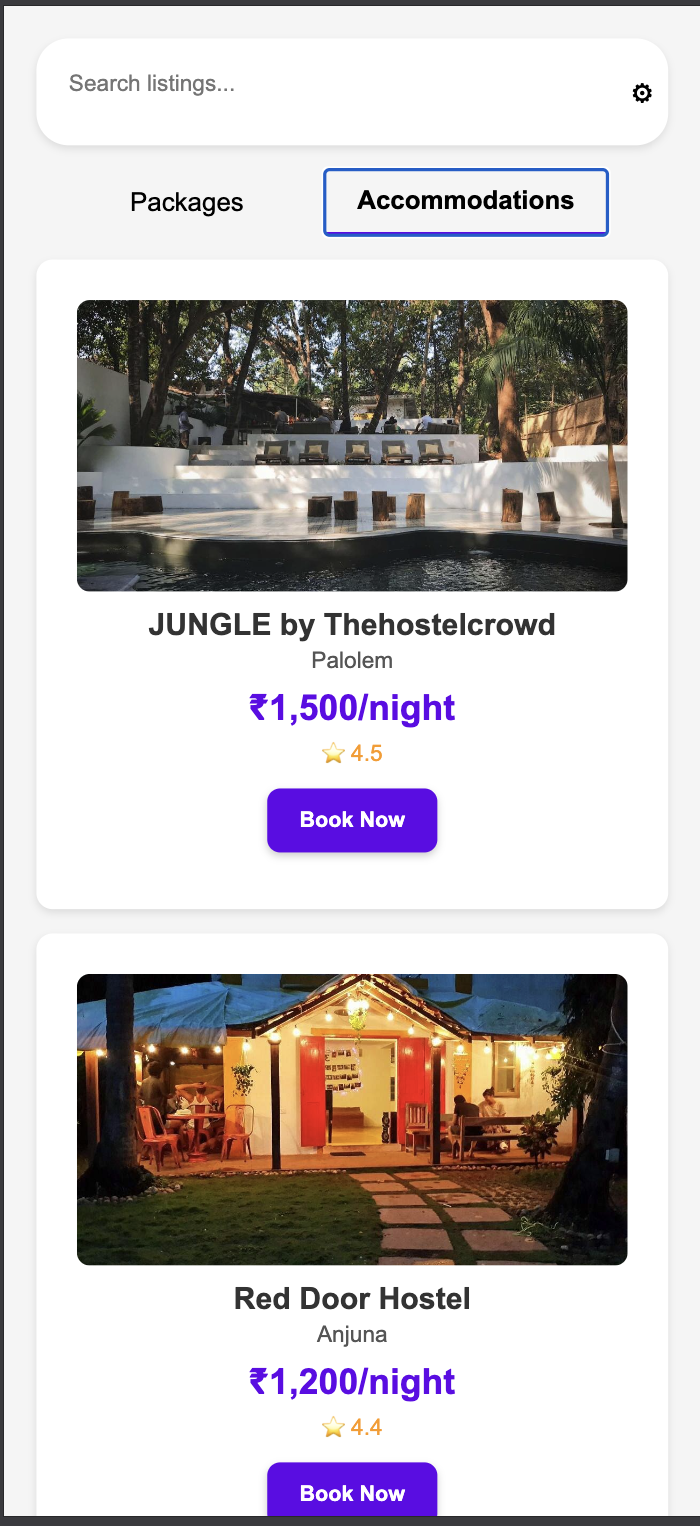 Search listings...
Packages
Accommodations
JUNGLE by Thehostelcrowd
Palolem
₹1,500/night
⭐ 4.5
Book Now
Red Door Hostel
Anjuna
₹1,200/night
⭐ 4.4
Book Now